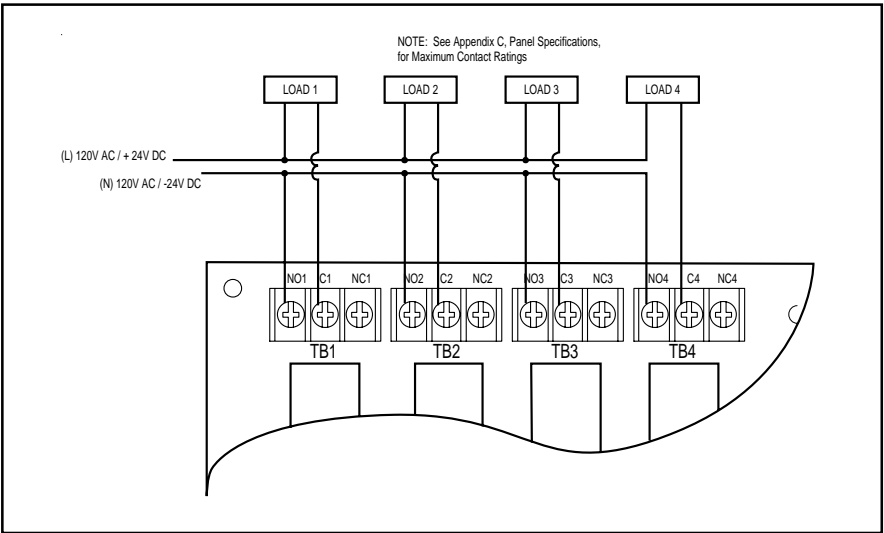 NOTE: See Appendix C, Panel Specifications,
for Maximum Contact Ratings
LOAD 1 LOAD 2 LOAD 3 LOAD 4
(L) 120V AC / + 24V DC
(N) 120V AC / -24V DC
NO1 C1 NC1 NO2 C2 NC2 NO3 C3 NC3 NO4 C4 NC4
TB1 TB2 TB3 TB4